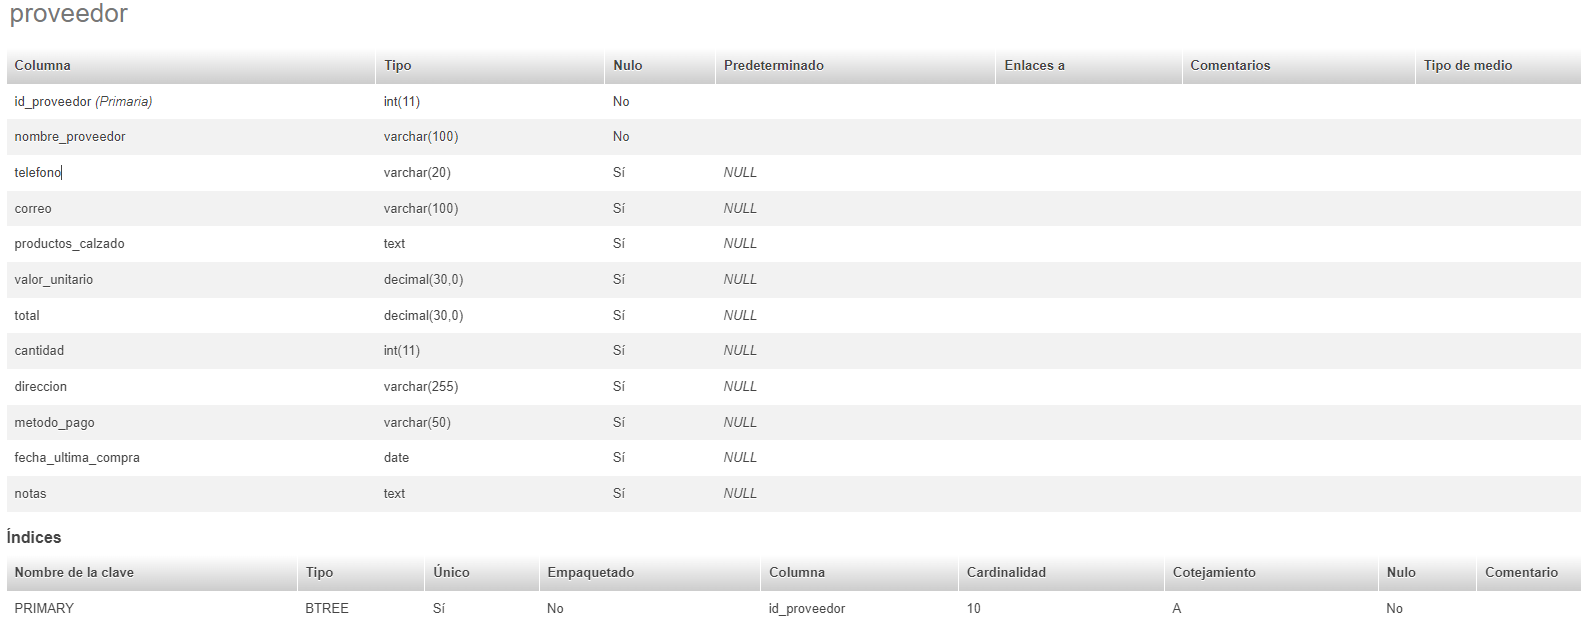 proveedor
Columna Tipo Nulo Predeterminado Enlaces a Comentarios Tipo de medio
id_proveedor (Primaria) int(11) No
nombre_proveedor varchar(100) No
telefono varchar(20) Sí NULL
correo varchar(100) Sí NULL
productos_calzado text Sí NULL
valor_unitario decimal(30,0) Sí NULL
total decimal(30,0) Sí NULL
cantidad int(11) Sí NULL
direccion varchar(255) Sí NULL
metodo_pago varchar(50) Sí NULL
fecha_ultima_compra date Sí NULL
notas text Sí NULL
Índices
Nombre de la clave Tipo Único Empaquetado Columna Cardinalidad Cotejamiento Nulo Comentario
PRIMARY BTREE Sí No id_proveedor 10 A No